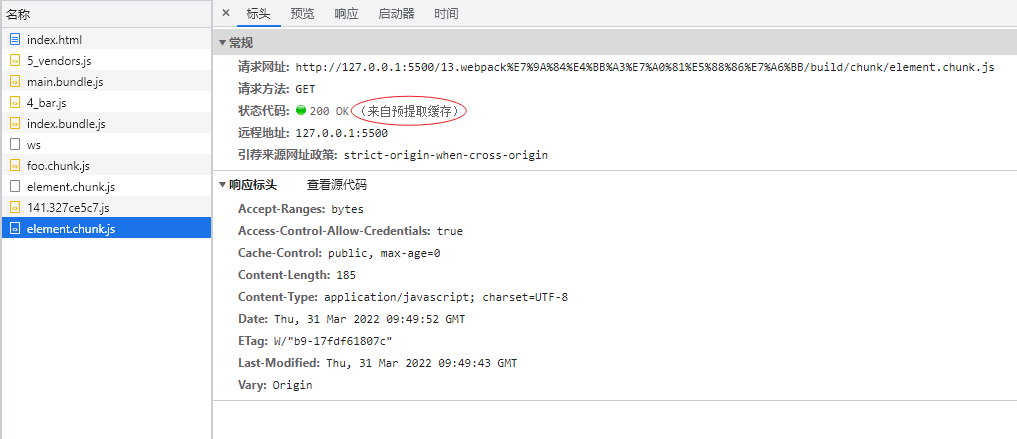 名称
index.html
5_vendors.js
main.bundle.js
4_bar.js
index.bundle.js
ws
foo.chunk.js
element.chunk.js
141.327ce5c7.js
element.chunk.js
× 标头 预览 响应 启动器 时间
▼常规
请求网址: http://127.0.0.1:5500/13.webpack%E7%9A%84%E4%BB%A3%E7%A0%81%E5%88%86%E7%A6%BB/build/chunk/element.chunk.js
请求方法: GET
状态代码: 200 OK (来自预提取缓存)
远程地址: 127.0.0.1:5500
引荐来源网址政策: strict-origin-when-cross-origin
▼响应标头 查看源代码
Accept-Ranges: bytes
Access-Control-Allow-Credentials: true
Cache-Control: public, max-age=0
Content-Length: 185
Content-Type: application/javascript; charset=UTF-8
Date: Thu, 31 Mar 2022 09:49:52 GMT
ETag: W/"b9-17fdf61807c"
Last-Modified: Thu, 31 Mar 2022 09:49:43 GMT
Vary: Origin